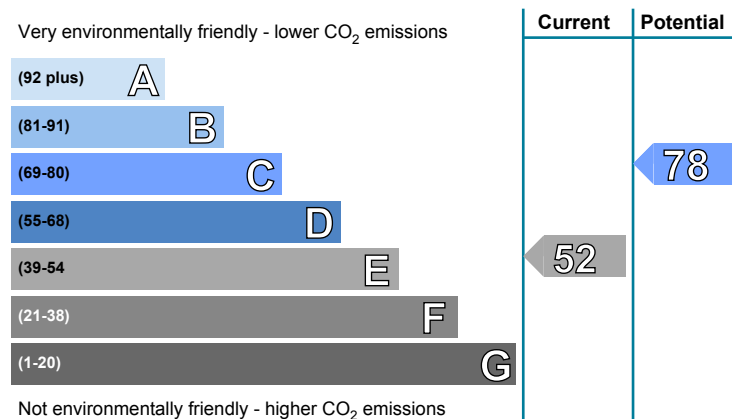 Very environmentally friendly - lower CO2 emissions
Current
Potential
(92 plus) A
(81-91) B
(69-80) C
78
(55-68) D
(39-54 E
52
(21-38) F
(1-20) G
Not environmentally friendly - higher CO2 emissions